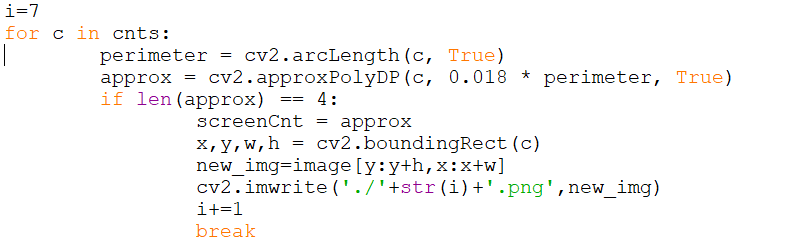 i=7
for c in cnts:
        perimeter = cv2.arcLength(c, True)
        approx = cv2.approxPolyDP(c, 0.018 * perimeter, True)
        if len(approx) == 4:
                screenCnt = approx
                x,y,w,h = cv2.boundingRect(c)
                new_img=image[y:y+h,x:x+w]
                cv2.imwrite('./'+str(i)+'.png',new_img)
                i+=1
                break